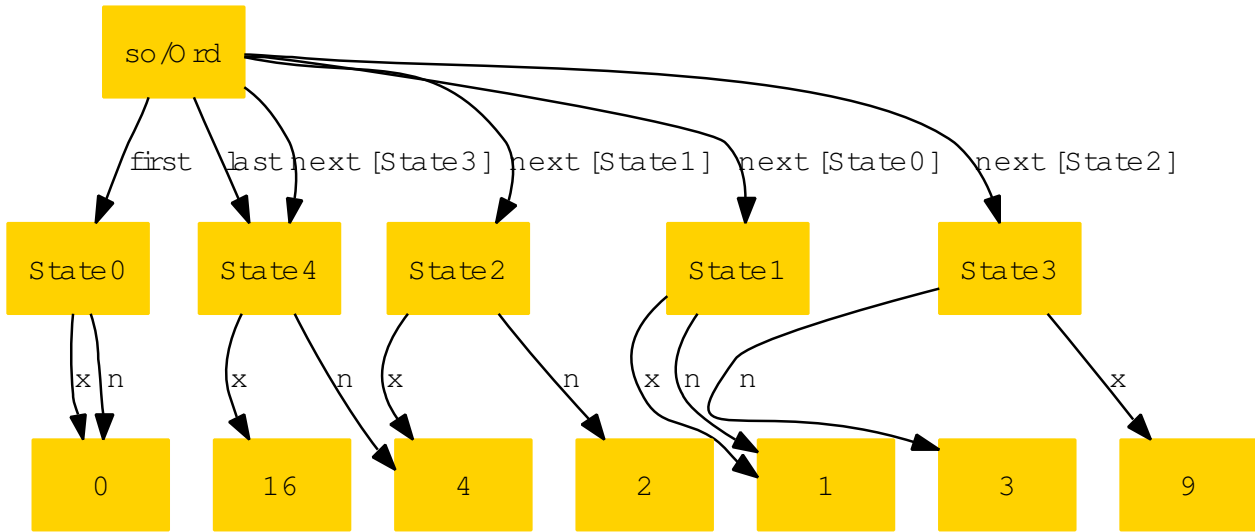 so/Ord
first last next [State3] next [State1] next [State0] next [State2]
State0 State4 State2 State1 State3
x n x n x n x n n x
0 16 4 2 1 3 9